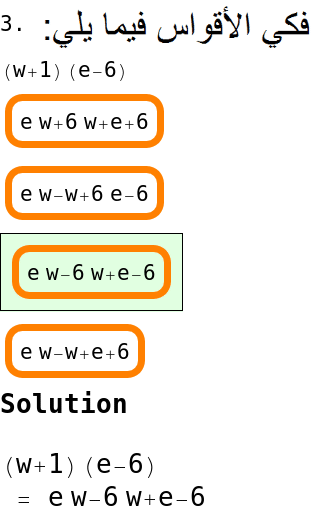 3. فكي الأقواس فيما يلي:
(w+1) (e−6)
e w+6 w+e+6
e w−w+6 e−6
e w−6 w+e−6
e w−w+e+6
Solution
(w+1) (e−6)
= e w−6 w+e−6